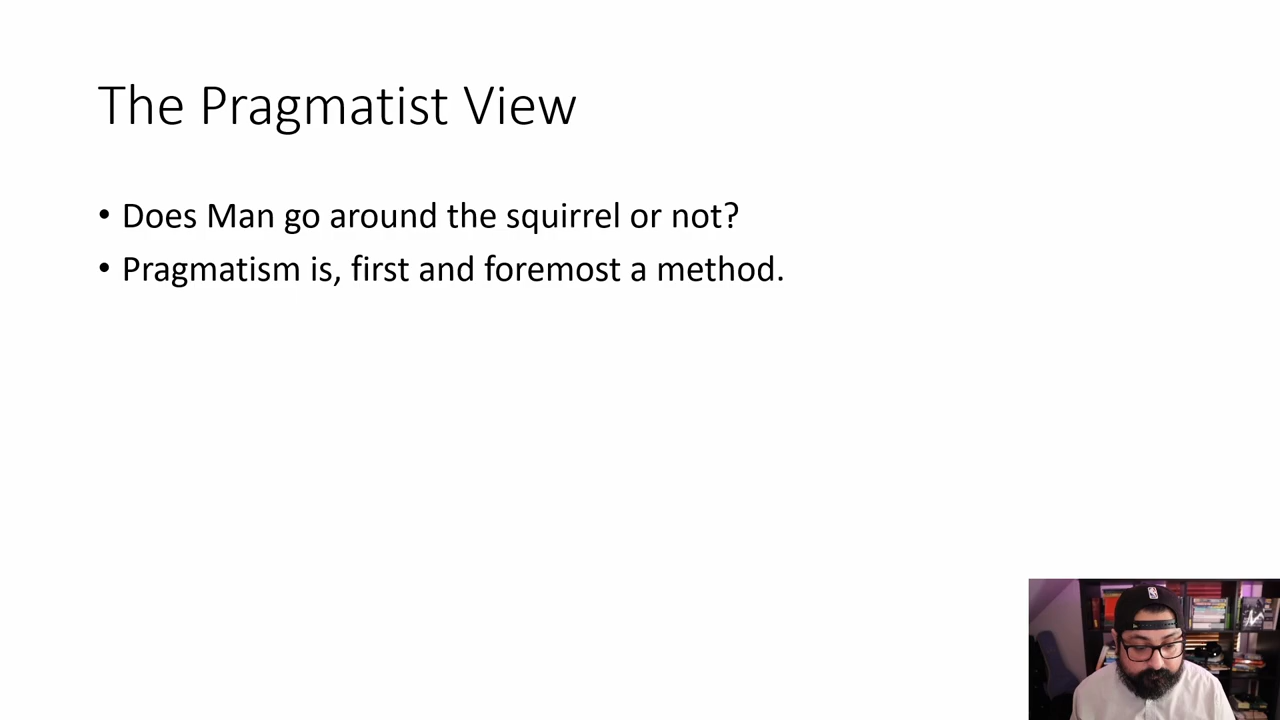 The Pragmatist View
• Does Man go around the squirrel or not?
• Pragmatism is, first and foremost a method.